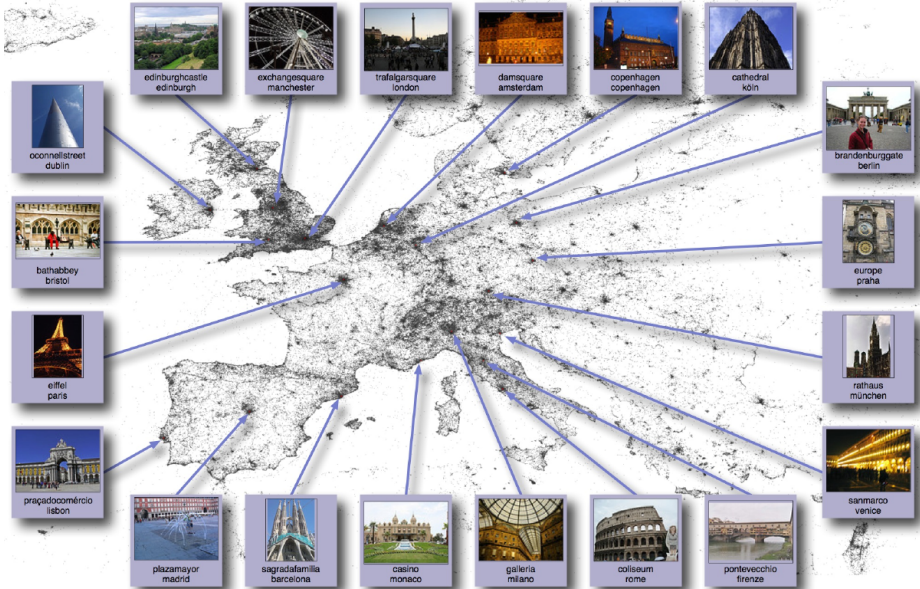 edinburghcastle
edinburgh
exchangesquare
manchester
trafalgarsquare
london
damsquare
amsterdam
copenhagen
copenhagen
cathedral
köln
oconnellstreet
dublin
brandenburggate
berlin
bathabbey
bristol
europe
praha
eiffel
paris
rathaus
münchen
praçadocomércio
lisbon
sanmarco
venice
plazamayor
madrid
sagradafamilia
barcelona
casino
monaco
galleria
milano
coliseum
rome
pontevecchio
firenze